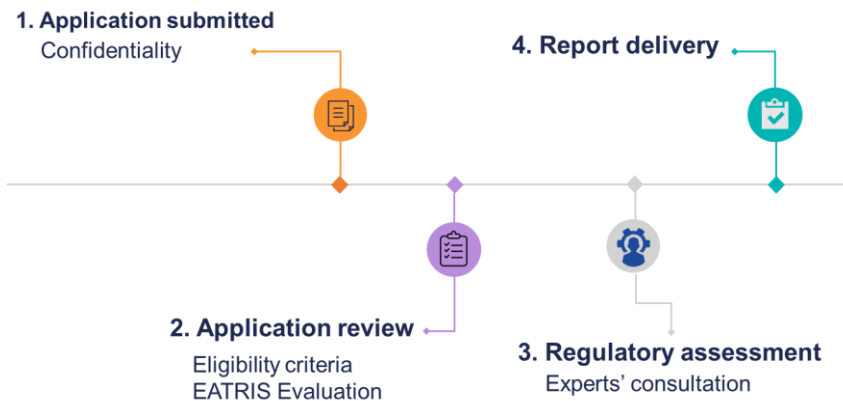 1. Application submitted
Confidentiality
2. Application review
Eligibility criteria
EATRIS Evaluation
3. Regulatory assessment
Experts’ consultation
4. Report delivery